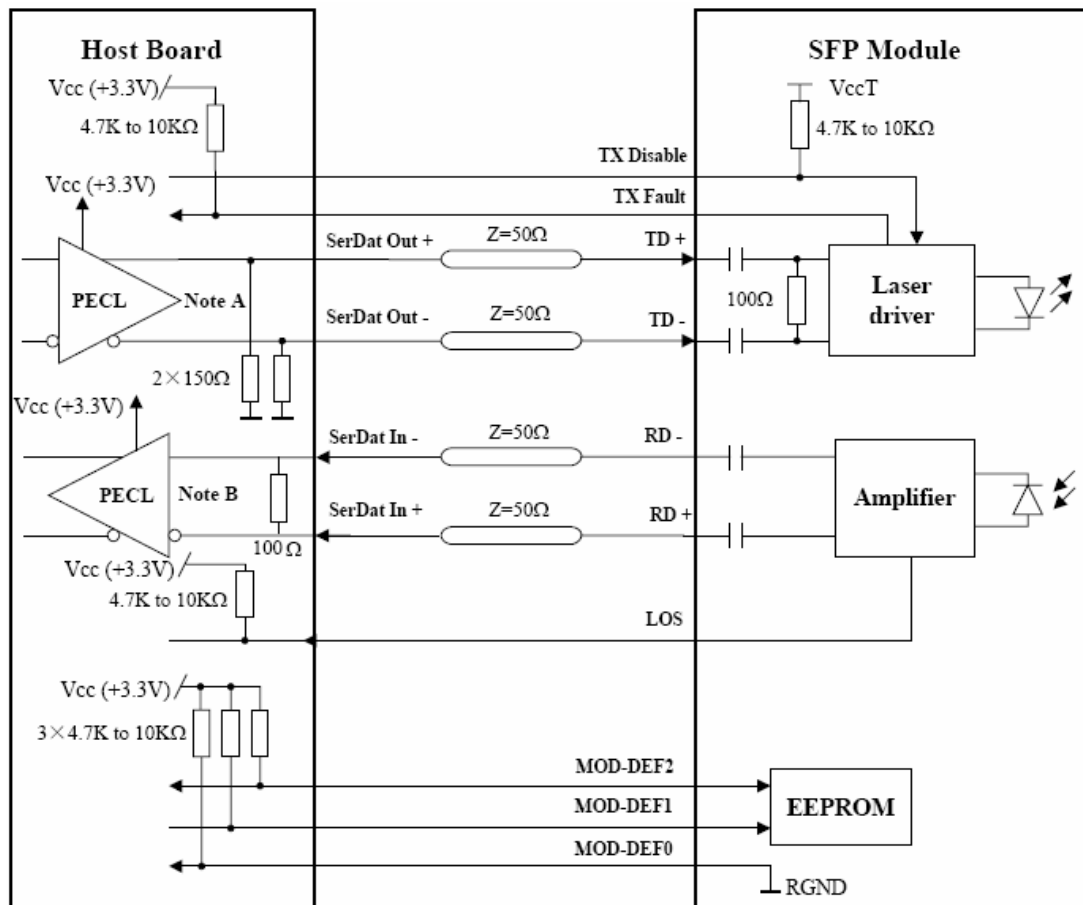 Host Board
SFP Module
Vcc (+3.3V)
4.7K to 10KΩ
VccT
4.7K to 10KΩ
TX Disable
Vcc (+3.3V)
TX Fault
SerDat Out +
Z=50Ω
TD +
PECL
Note A
100Ω
Laser
driver
SerDat Out -
Z=50Ω
TD -
2×150Ω
Vcc (+3.3V)
SerDat In -
Z=50Ω
RD -
PECL
Note B
Amplifier
SerDat In +
Z=50Ω
RD +
100Ω
Vcc (+3.3V)
4.7K to 10KΩ
LOS
Vcc (+3.3V)
3×4.7K to 10KΩ
MOD-DEF2
MOD-DEF1
EEPROM
MOD-DEF0
RGND